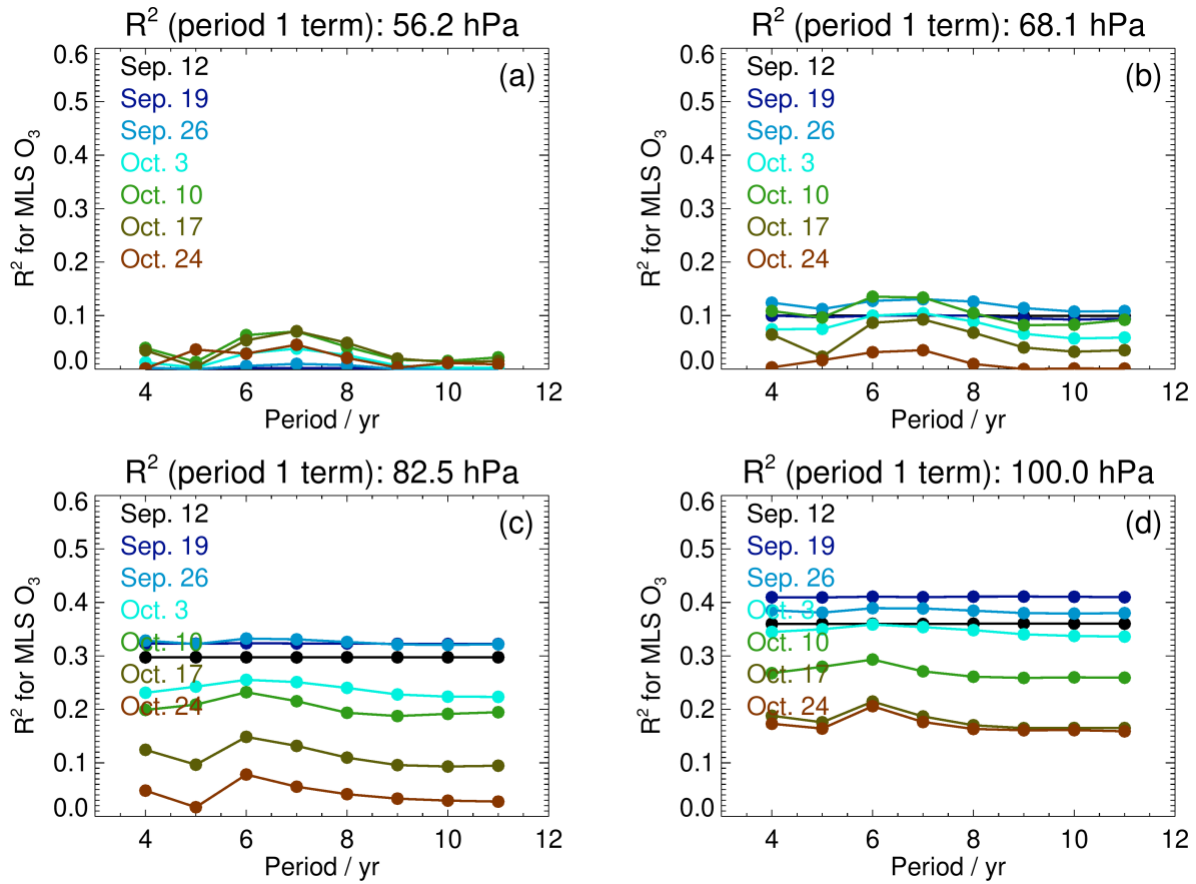 R² (period 1 term): 56.2 hPa
(a)
Sep. 12
Sep. 19
Sep. 26
Oct. 3
Oct. 10
Oct. 17
Oct. 24
R² for MLS O₃
0.6
0.5
0.4
0.3
0.2
0.1
0.0
4 6 8 10 12
Period / yr
R² (period 1 term): 68.1 hPa
(b)
Sep. 12
Sep. 19
Sep. 26
Oct. 3
Oct. 10
Oct. 17
Oct. 24
R² for MLS O₃
0.6
0.5
0.4
0.3
0.2
0.1
0.0
4 6 8 10 12
Period / yr
R² (period 1 term): 82.5 hPa
(c)
Sep. 12
Sep. 19
Sep. 26
Oct. 3
Oct. 10
Oct. 17
Oct. 24
R² for MLS O₃
0.6
0.5
0.4
0.3
0.2
0.1
0.0
4 6 8 10 12
Period / yr
R² (period 1 term): 100.0 hPa
(d)
Sep. 12
Sep. 19
Sep. 26
Oct. 3
Oct. 10
Oct. 17
Oct. 24
R² for MLS O₃
0.6
0.5
0.4
0.3
0.2
0.1
0.0
4 6 8 10 12
Period / yr